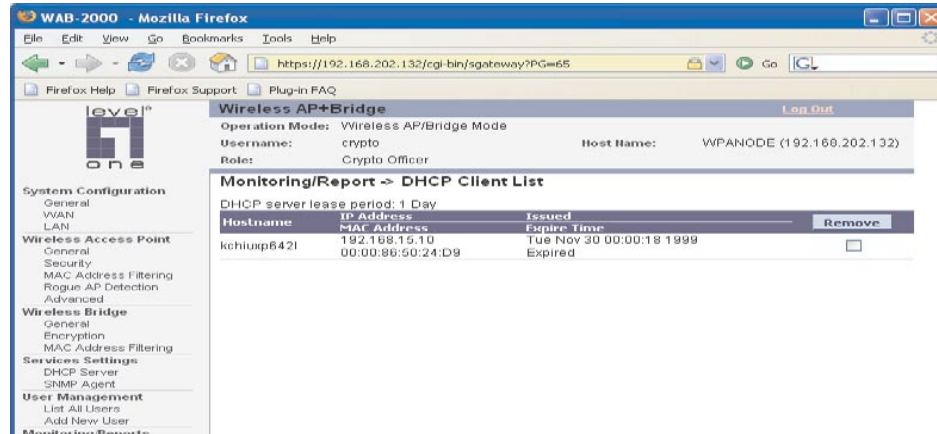 WAB-2000 - Mozilla Firefox
File Edit View Go Bookmarks Tools Help
https://192.168.202.132/cgi-bin/sgateway?PG=65 Go
Firefox Help Firefox Support Plug-in FAQ
level one
Wireless AP+Bridge Log Out
Operation Mode: Wireless AP/Bridge Mode
Username: crypto Host Name: WPANODE (192.168.202.132)
Role: Crypto Officer
System Configuration
General
WAN
LAN
Wireless Access Point
General
Security
MAC Address Filtering
Rogue AP Detection
Advanced
Wireless Bridge
General
Encryption
MAC Address Filtering
Services Settings
DHCP Server
SNMP Agent
User Management
List All Users
Add New User
Monitoring/Reports
Monitoring/Report -> DHCP Client List
DHCP server lease period: 1 Day
Hostname IP Address Issued Remove
MAC Address Expire Time
kchiuxp642l 192.168.15.10 Tue Nov 30 00:00:18 1999
00:00:86:50:24:D9 Expired